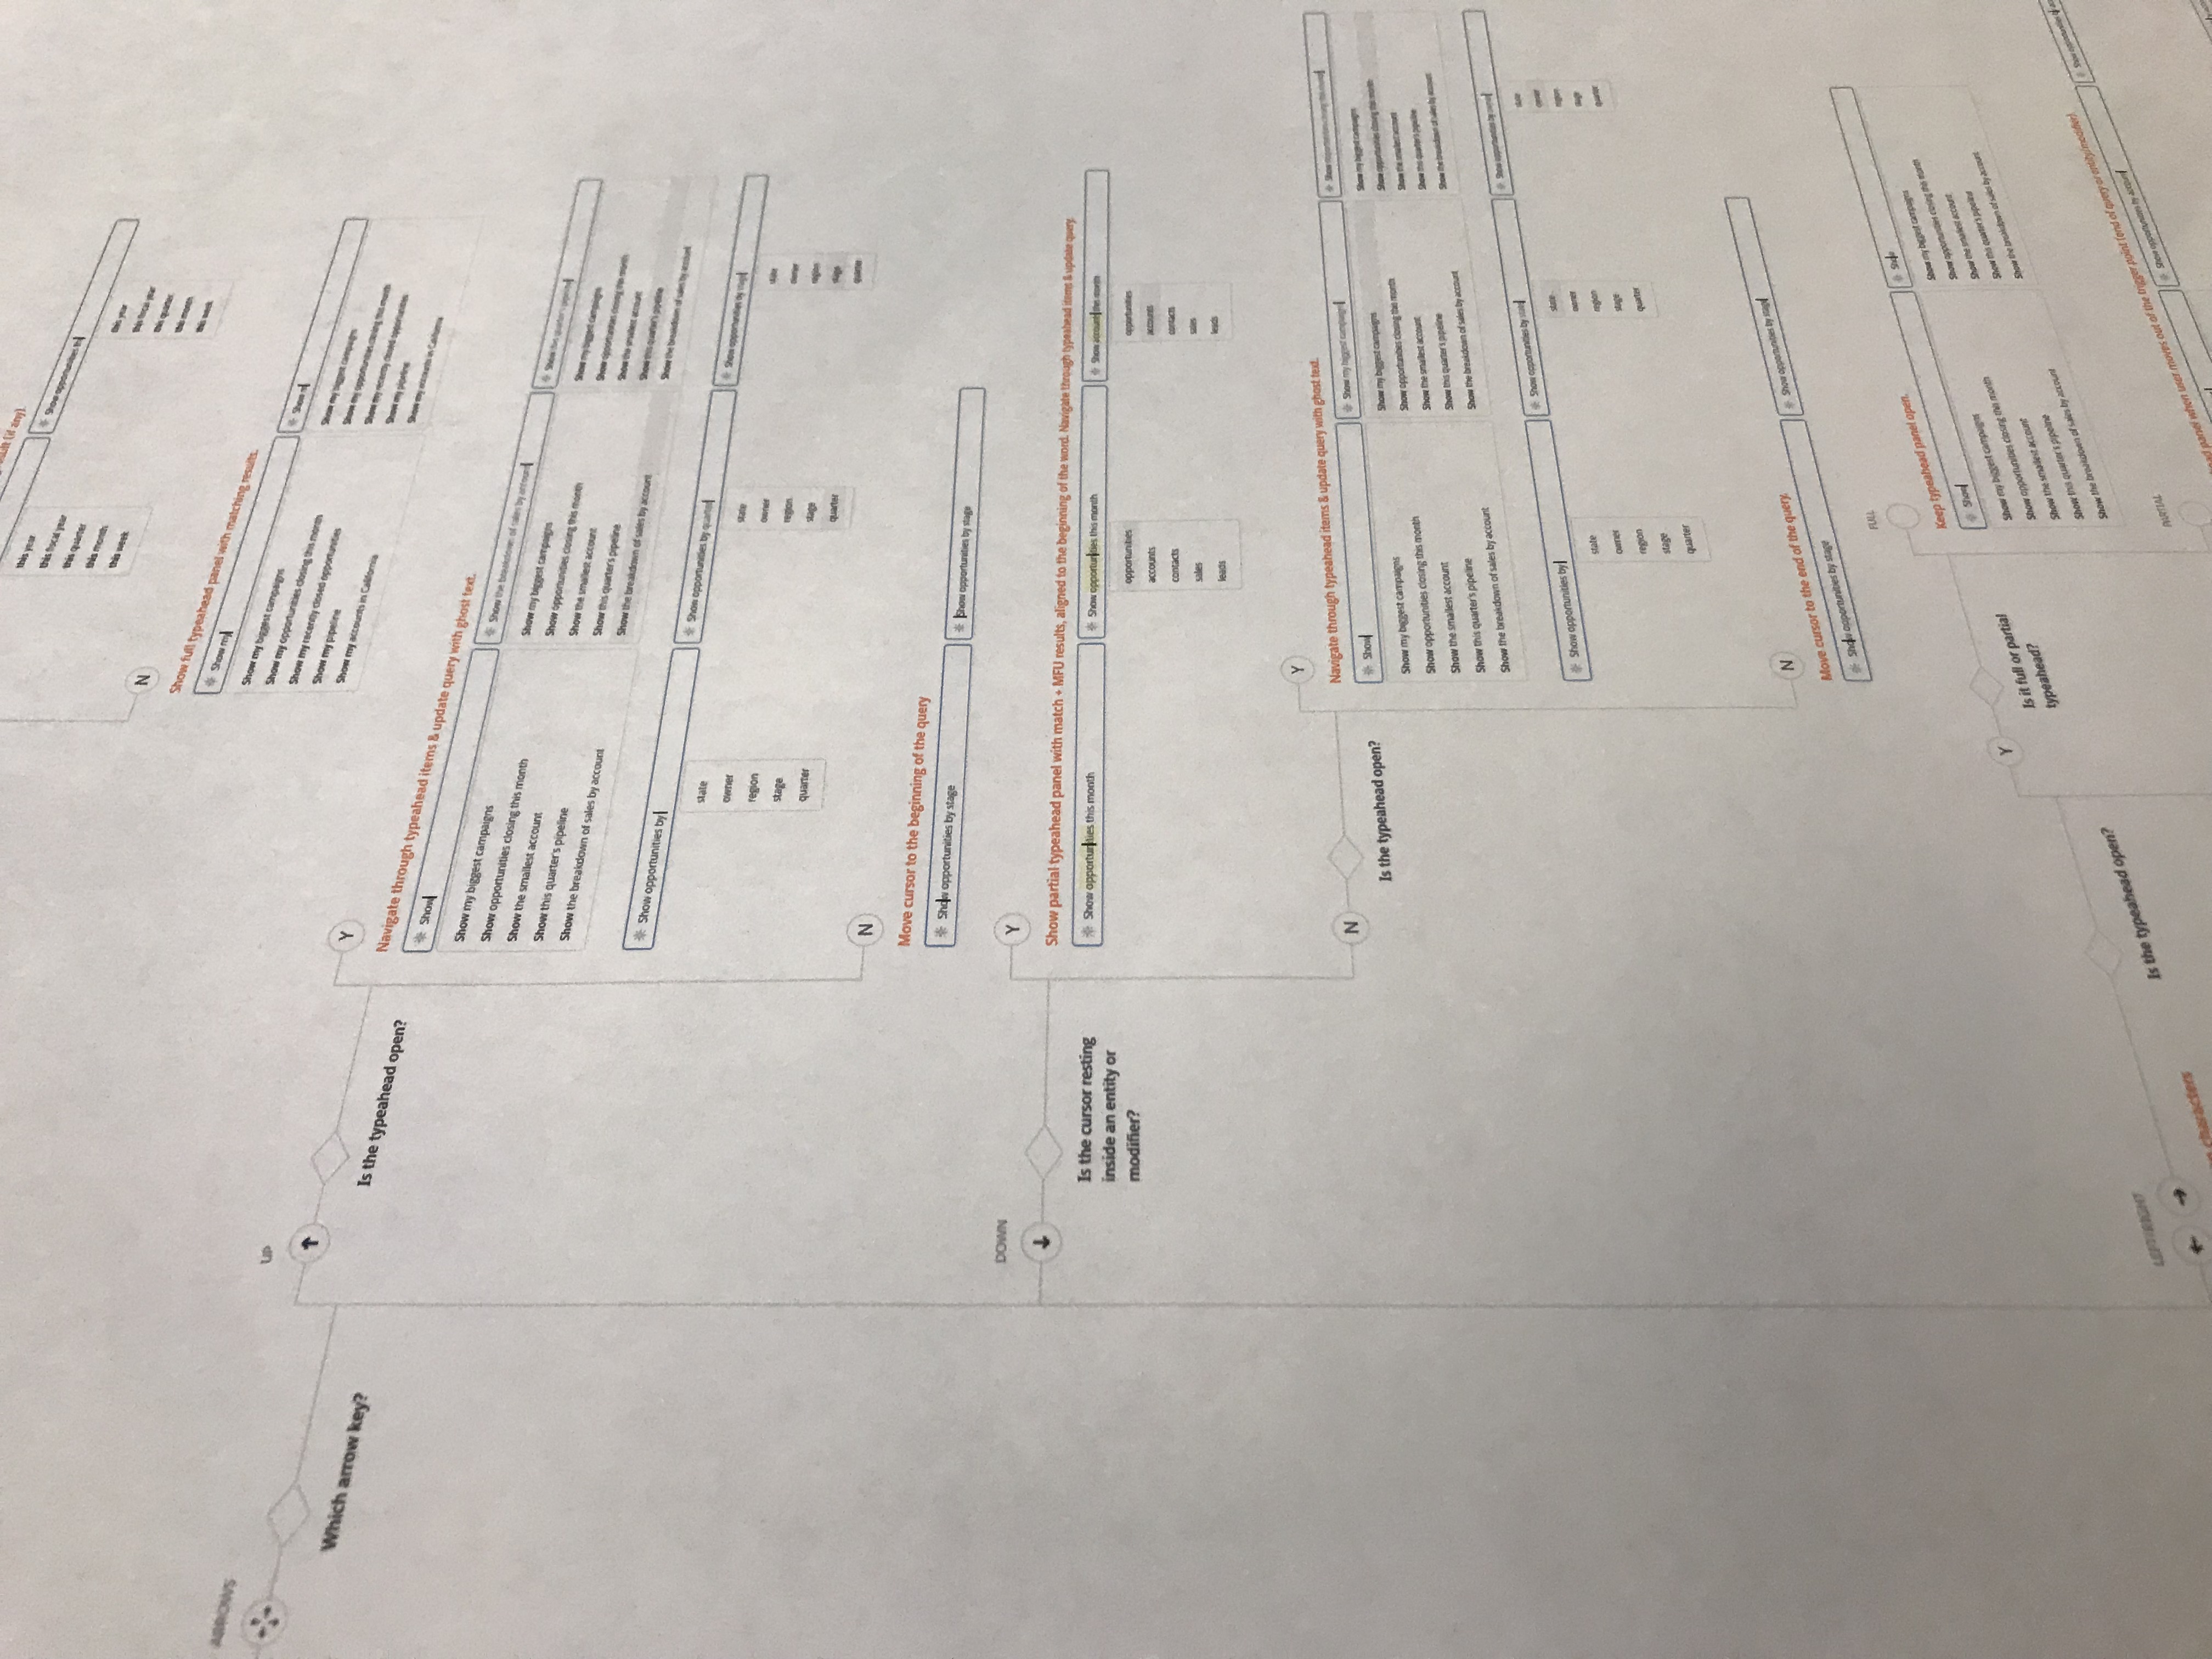 (if any).
this year
this fiscal year
this quarter
this month
this week
Show opportunities th
this year
this fiscal year
this quarter
this month
this week
N
Show full typeahead panel with matching results.
Show my
Show my biggest campaigns
Show my opportunities closing this month
Show my recently closed opportunities
Show my pipeline
Show my accounts in California
Show my biggest campaigns
Show my opportunities closing this month
Show my recently closed opportunities
Show my pipeline
Show my accounts in California
ARROWS
Which arrow key?
UP
Is the typeahead open?
Y
Navigate through typeahead items & update query with ghost text.
Show
Show my biggest campaigns
Show opportunities closing this month
Show the smallest account
Show this quarter's pipeline
Show the breakdown of sales by account
Show the breakdown of sales by account
Show my biggest campaigns
Show opportunities closing this month
Show the smallest account
Show this quarter's pipeline
Show the breakdown of sales by account
Show this quarter's pipeline
Show my biggest campaigns
Show opportunities closing this month
Show the smallest account
Show this quarter's pipeline
Show the breakdown of sales by account
Show opportunities by
state
owner
region
stage
quarter
Show opportunities by quarter
state
owner
region
stage
quarter
Show opportunities by stage
state
owner
region
stage
quarter
N
Move cursor to the beginning of the query
Show opportunities by stage
Show opportunities by stage
DOWN
Is the cursor resting
inside an entity or
modifier?
Y
Show partial typeahead panel with match + MFU results, aligned to the beginning of the word. Navigate through typeahead items & update query.
Show opportunities this month
Show opportunities this month
opportunities
accounts
contacts
sales
leads
Show accounts this month
opportunities
accounts
contacts
sales
leads
N
Is the typeahead open?
Y
Navigate through typeahead items & update query with ghost text.
Show
Show my biggest campaigns
Show opportunities closing this month
Show the smallest account
Show this quarter's pipeline
Show the breakdown of sales by account
Show my biggest campaigns
Show my biggest campaigns
Show opportunities closing this month
Show the smallest account
Show this quarter's pipeline
Show the breakdown of sales by account
Show opportunities closing this month
Show my biggest campaigns
Show opportunities closing this month
Show the smallest account
Show this quarter's pipeline
Show the breakdown of sales by account
Show opportunities by
state
owner
region
stage
quarter
Show opportunities by state
state
owner
region
stage
quarter
Show opportunities by owner
state
owner
region
stage
quarter
N
Move cursor to the end of the query.
Show opportunities by stage
Show opportunities by stage
LEFT/RIGHT
characters
Is the typeahead open?
Y
Is it full or partial
typeahead?
FULL
Keep typeahead panel open.
Show
Show my biggest campaigns
Show opportunities closing this month
Show the smallest account
Show this quarter's pipeline
Show the breakdown of sales by account
Show
Show my biggest campaigns
Show opportunities closing this month
Show the smallest account
Show this quarter's pipeline
Show the breakdown of sales by account
PARTIAL
panel when user moves out of the trigger point (end of query or entity/modifier)
Show opportunities by account
Show opportunities